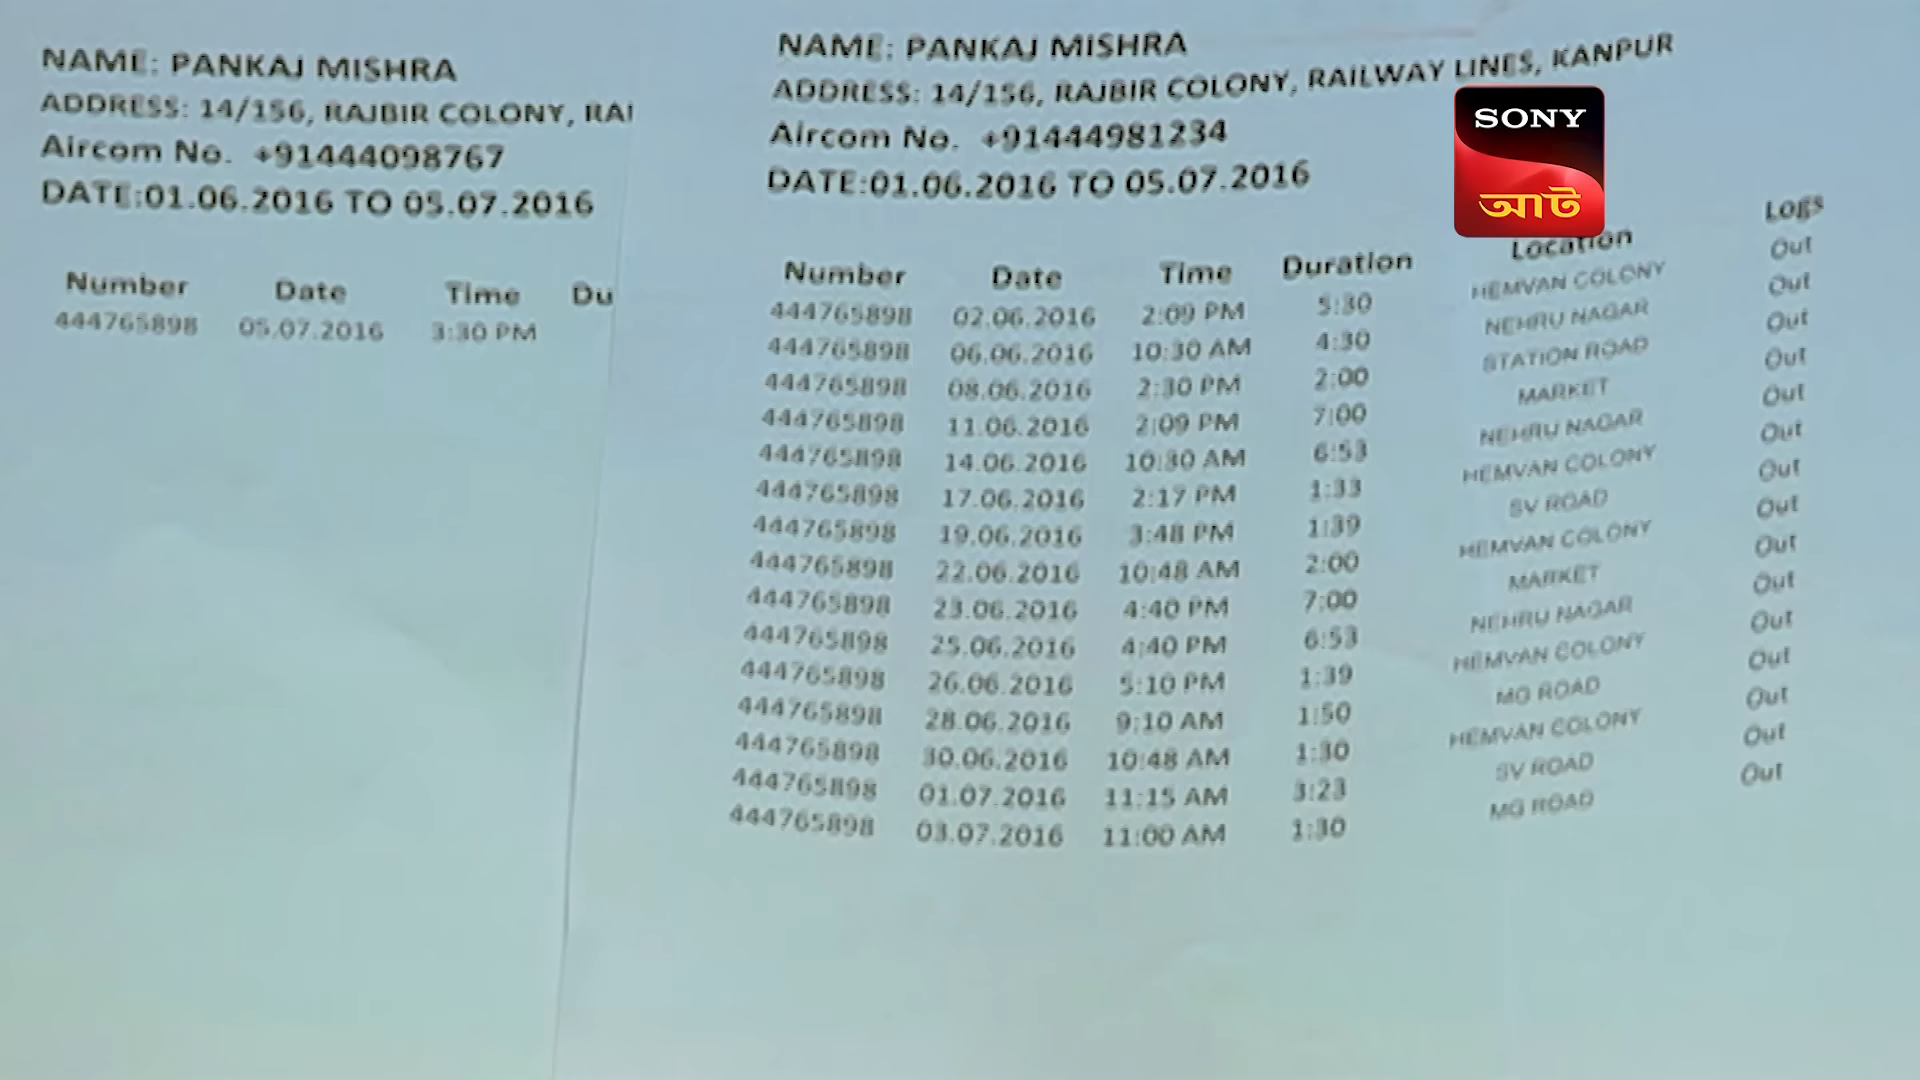 NAME: PANKAJ MISHRA
ADDRESS: 14/156, RAJBIR COLONY, RAI
Aircom No. +91444098767
DATE:01.06.2016 TO 05.07.2016
Number Date Time Du
444765898 05.07.2016 3:30 PM
NAME: PANKAJ MISHRA
ADDRESS: 14/156, RAJBIR COLONY, RAILWAY LINES, KANPUR
Aircom No. +91444981234
DATE:01.06.2016 TO 05.07.2016
SONY
আট
Number Date Time Duration Location Logs
444765898 02.06.2016 2:09 PM 5:30 HEMVAN COLONY Out
444765898 06.06.2016 10:30 AM 4:30 NEHRU NAGAR Out
444765898 08.06.2016 2:30 PM 2:00 STATION ROAD Out
444765898 11.06.2016 2:09 PM 7:00 MARKET Out
444765898 14.06.2016 10:30 AM 6:53 NEHRU NAGAR Out
444765898 17.06.2016 2:17 PM 1:33 HEMVAN COLONY Out
444765898 19.06.2016 3:48 PM 1:39 SV ROAD Out
444765898 22.06.2016 10:48 AM 2:00 HEMVAN COLONY Out
444765898 23.06.2016 4:40 PM 7:00 MARKET Out
444765898 25.06.2016 4:40 PM 6:53 NEHRU NAGAR Out
444765898 26.06.2016 5:10 PM 1:39 HEMVAN COLONY Out
444765898 28.06.2016 9:10 AM 1:50 MG ROAD Out
444765898 30.06.2016 10:48 AM 1:30 HEMVAN COLONY Out
444765898 01.07.2016 11:15 AM 3:23 SV ROAD Out
444765898 03.07.2016 11:00 AM 1:30 MG ROAD Out